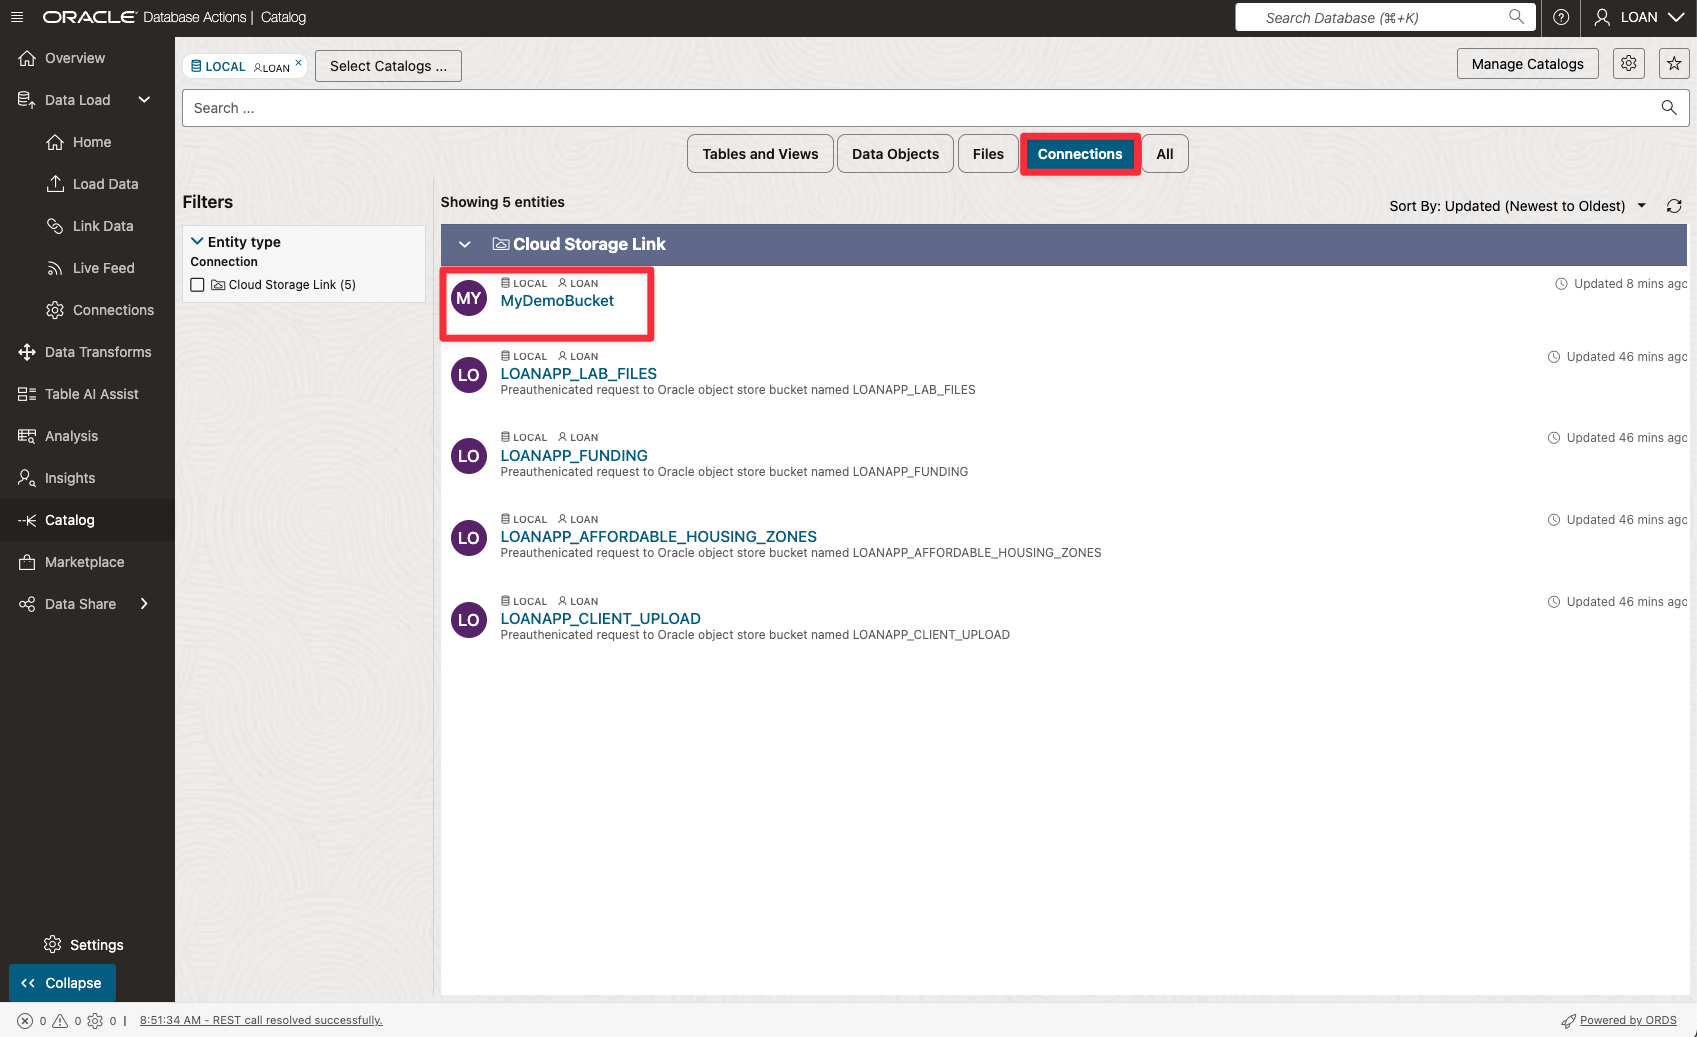 ORACLE Database Actions | Catalog
Search Database (⌘+K)
LOAN
Overview
Data Load
Home
Load Data
Link Data
Live Feed
Connections
Data Transforms
Table AI Assist
Analysis
Insights
Catalog
Marketplace
Data Share
Settings
Collapse
LOCAL LOAN ×
Select Catalogs ...
Manage Catalogs
Search ...
Tables and Views
Data Objects
Files
Connections
All
Filters
Entity type
Connection
Cloud Storage Link (5)
Showing 5 entities
Sort By: Updated (Newest to Oldest)
Cloud Storage Link
MY
LOCAL LOAN
MyDemoBucket
Updated 8 mins ago
LO
LOCAL LOAN
LOANAPP_LAB_FILES
Preauthenicated request to Oracle object store bucket named LOANAPP_LAB_FILES
Updated 46 mins ago
LO
LOCAL LOAN
LOANAPP_FUNDING
Preauthenicated request to Oracle object store bucket named LOANAPP_FUNDING
Updated 46 mins ago
LO
LOCAL LOAN
LOANAPP_AFFORDABLE_HOUSING_ZONES
Preauthenicated request to Oracle object store bucket named LOANAPP_AFFORDABLE_HOUSING_ZONES
Updated 46 mins ago
LO
LOCAL LOAN
LOANAPP_CLIENT_UPLOAD
Preauthenicated request to Oracle object store bucket named LOANAPP_CLIENT_UPLOAD
Updated 46 mins ago
0 0 0 | 8:51:34 AM - REST call resolved successfully.
Powered by ORDS